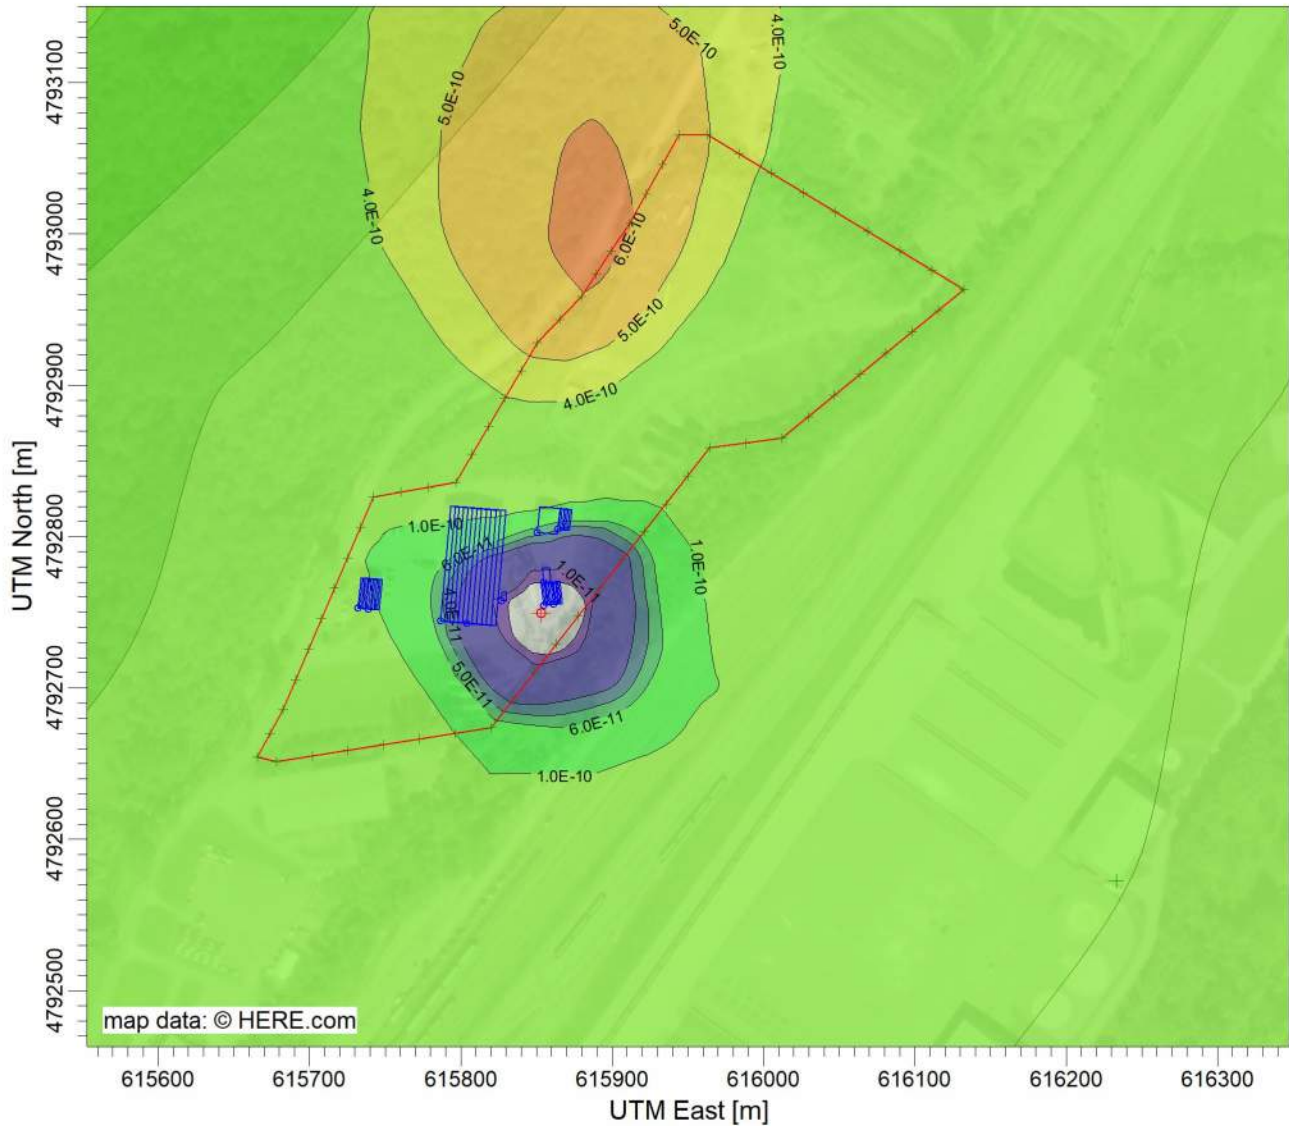 4.0E-10
5.0E-10
5.0E-10
4.0E-10
6.0E-10
5.0E-10
4.0E-10
1.0E-10
6.0E-11
1.0E-11
1.0E-10
4.0E-11
5.0E-11
6.0E-11
1.0E-10
UTM North [m]
4793100
4793000
4792900
4792800
4792700
4792600
4792500
map data: © HERE.com
615600 615700 615800 615900 616000 616100 616200 616300
UTM East [m]